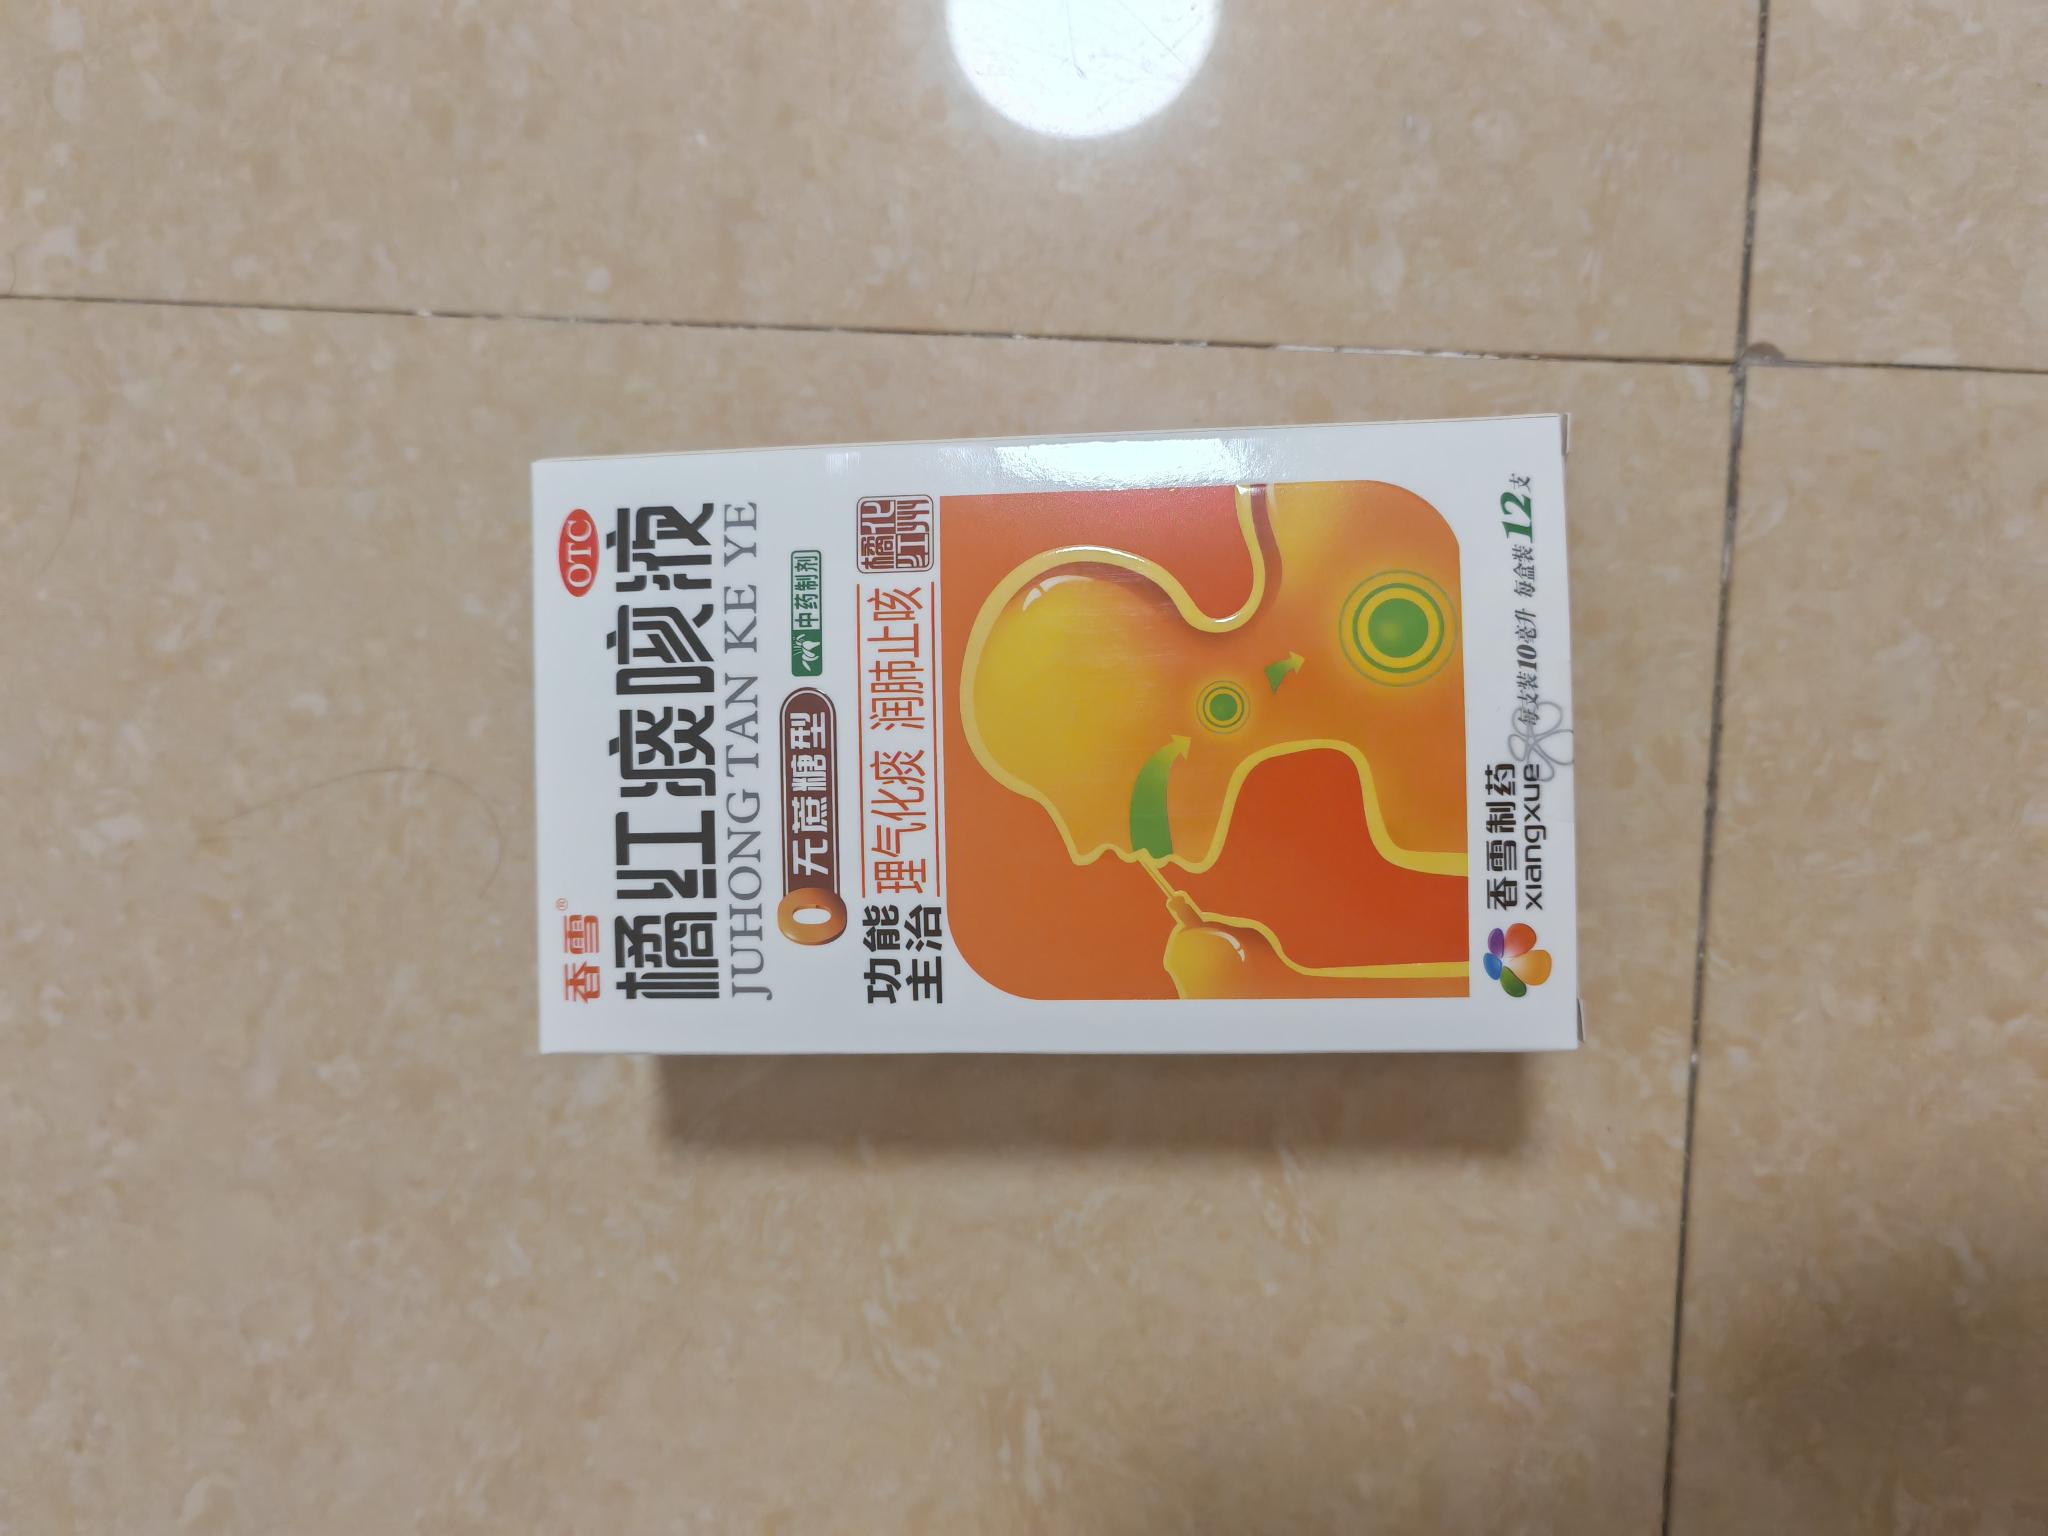 香雪®
OTC
橘红痰咳液
JUHONG TAN KE YE
0 无蔗糖型
中药制剂
功能
主治
理气化痰 润肺止咳
化州
橘红
香雪制药
xiangxue
每支装10毫升 每盒装12支